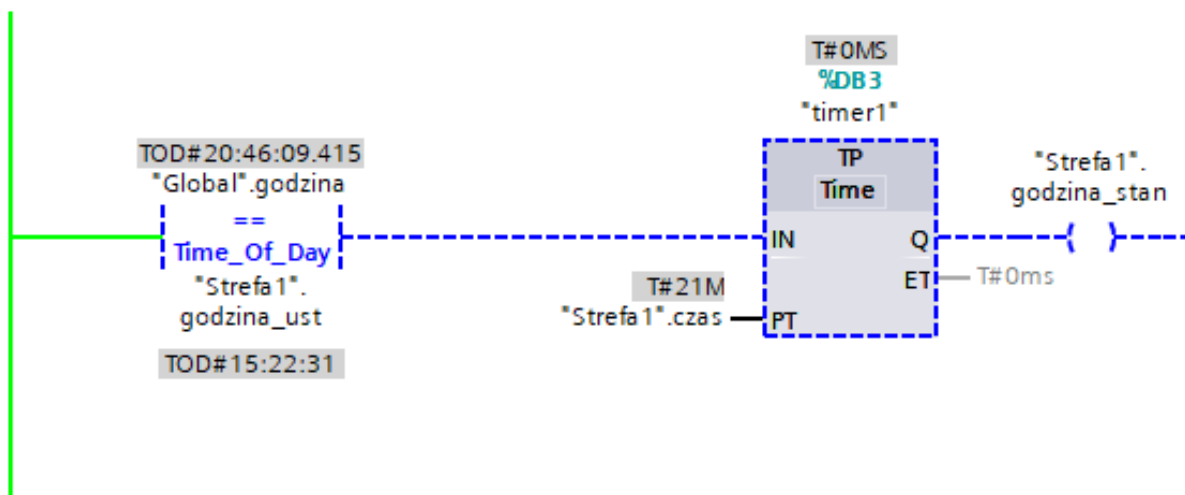 T#0MS
%DB3
"timer1"
TP
Time
TOD#20:46:09.415
"Global".godzina
==
Time_Of_Day
"Strefa1".
godzina_ust
TOD#15:22:31
IN
Q
"Strefa1".
godzina_stan
ET
T#0ms
T#21M
"Strefa1".czas
PT